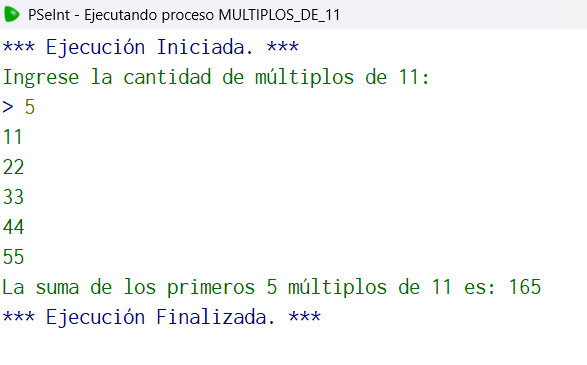 PSeInt - Ejecutando proceso MULTIPLOS_DE_11
*** Ejecución Iniciada. ***
Ingrese la cantidad de múltiplos de 11:
> 5
11
22
33
44
55
La suma de los primeros 5 múltiplos de 11 es: 165
*** Ejecución Finalizada. ***